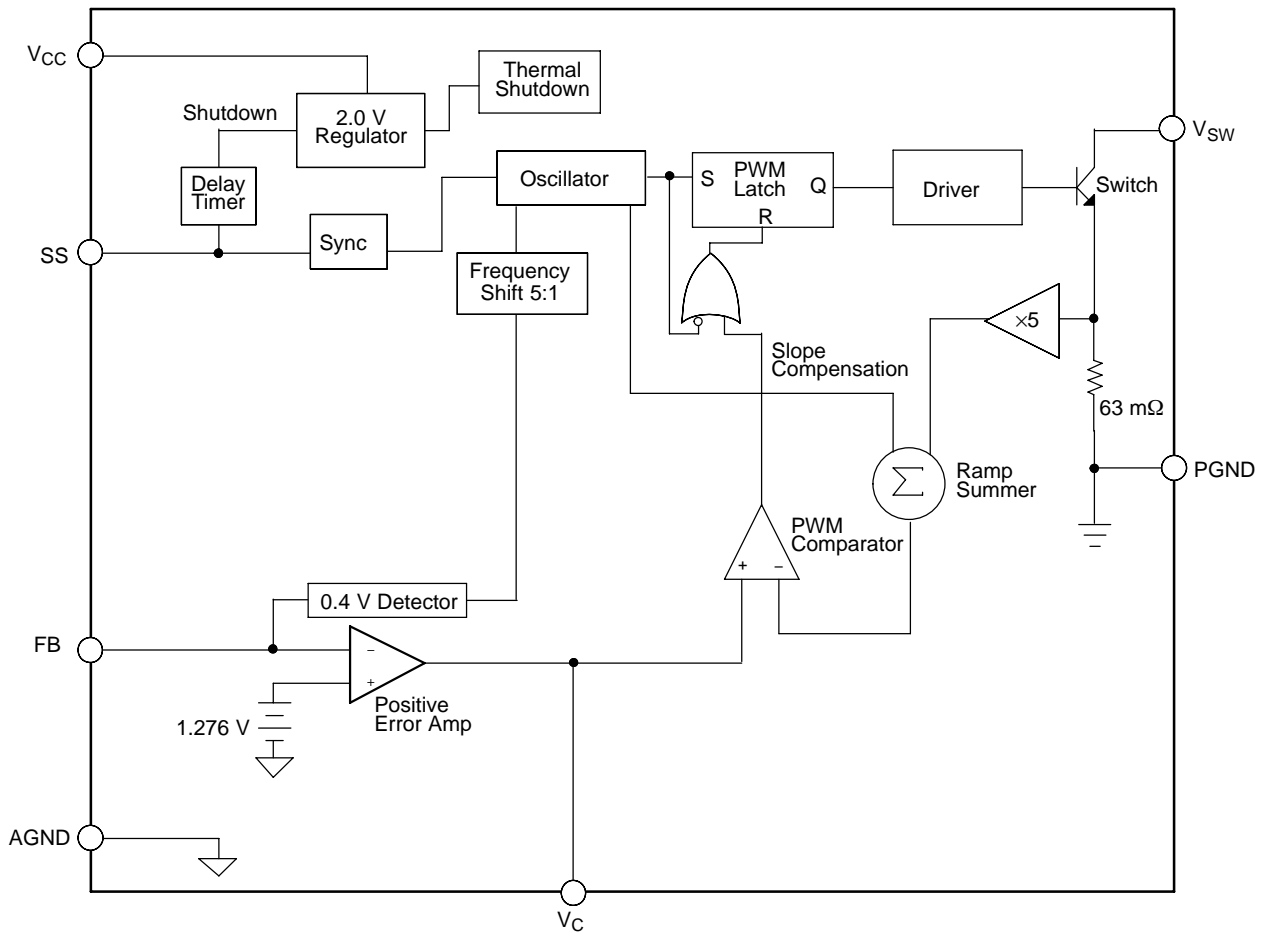 VCC
Thermal
Shutdown
Shutdown
2.0 V
Regulator
VSW
Delay
Timer
Oscillator
S
PWM
Latch
Q
R
Driver
Switch
SS
Sync
Frequency
Shift 5:1
×5
Slope
Compensation
63 mΩ
Σ
Ramp
Summer
PGND
PWM
Comparator
+
−
0.4 V Detector
FB
−
+
Positive
Error Amp
1.276 V
AGND
VC